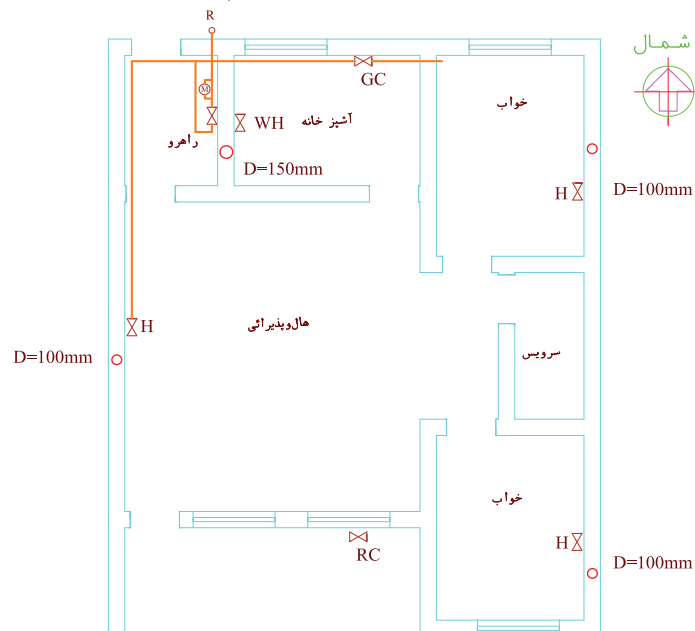 R
شمال
GC
خواب
M
WH
آشپز خانه
راهرو
D=150mm
H
D=100mm
H
هال‌وپذیرائی
سرویس
D=100mm
خواب
RC
H
D=100mm